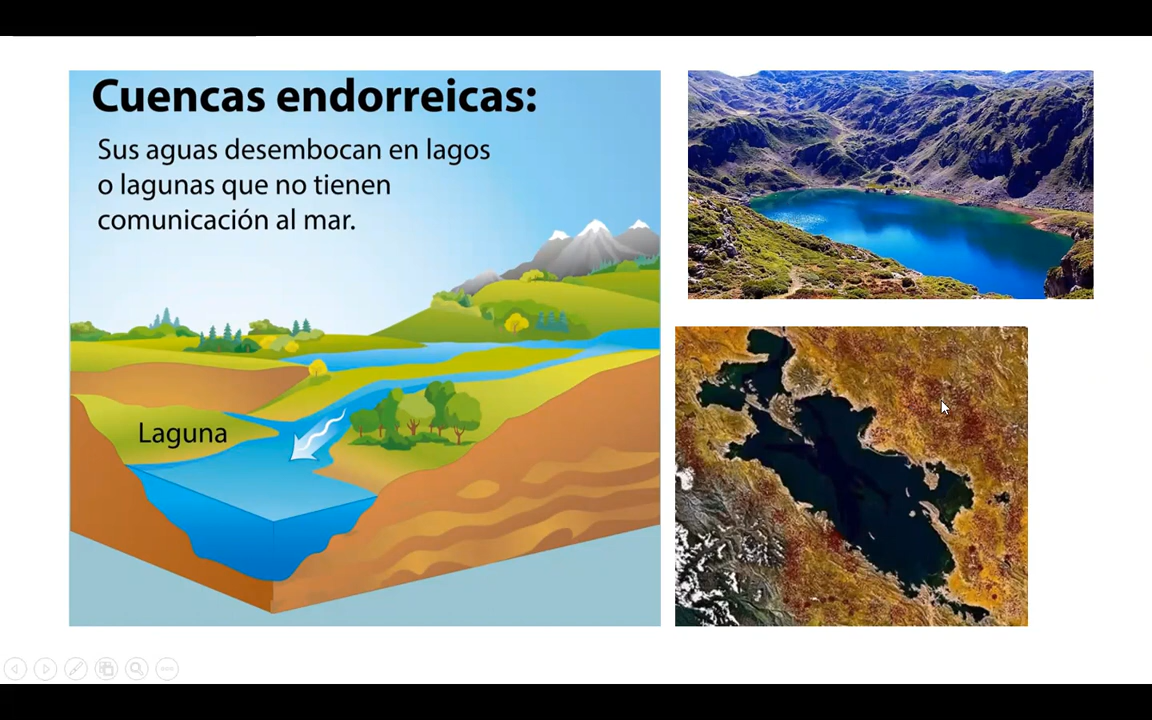 Cuencas endorreicas:
Sus aguas desembocan en lagos
o lagunas que no tienen
comunicación al mar.
Laguna